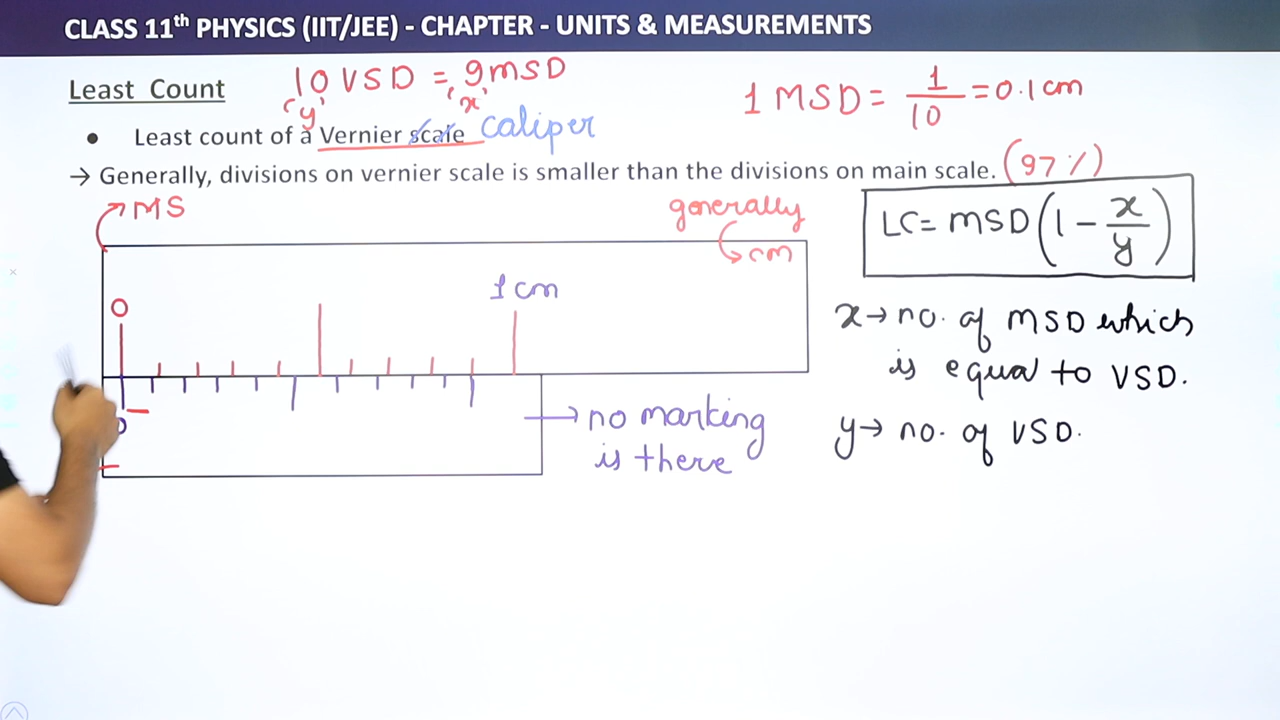 CLASS 11th PHYSICS (IIT/JEE) - CHAPTER - UNITS & MEASUREMENTS
Least Count
10 VSD = 9 MSD
'y' 'x'
1 MSD = 1/10 = 0.1 cm
• Least count of a Vernier scale caliper
→ Generally, divisions on vernier scale is smaller than the divisions on main scale. (97%)
MS
generally
cm
LC = MSD (1 - x/y)
0
1 cm
x → no. of MSD which
is equal to VSD.
0
→ no marking
is there
y → no. of VSD.